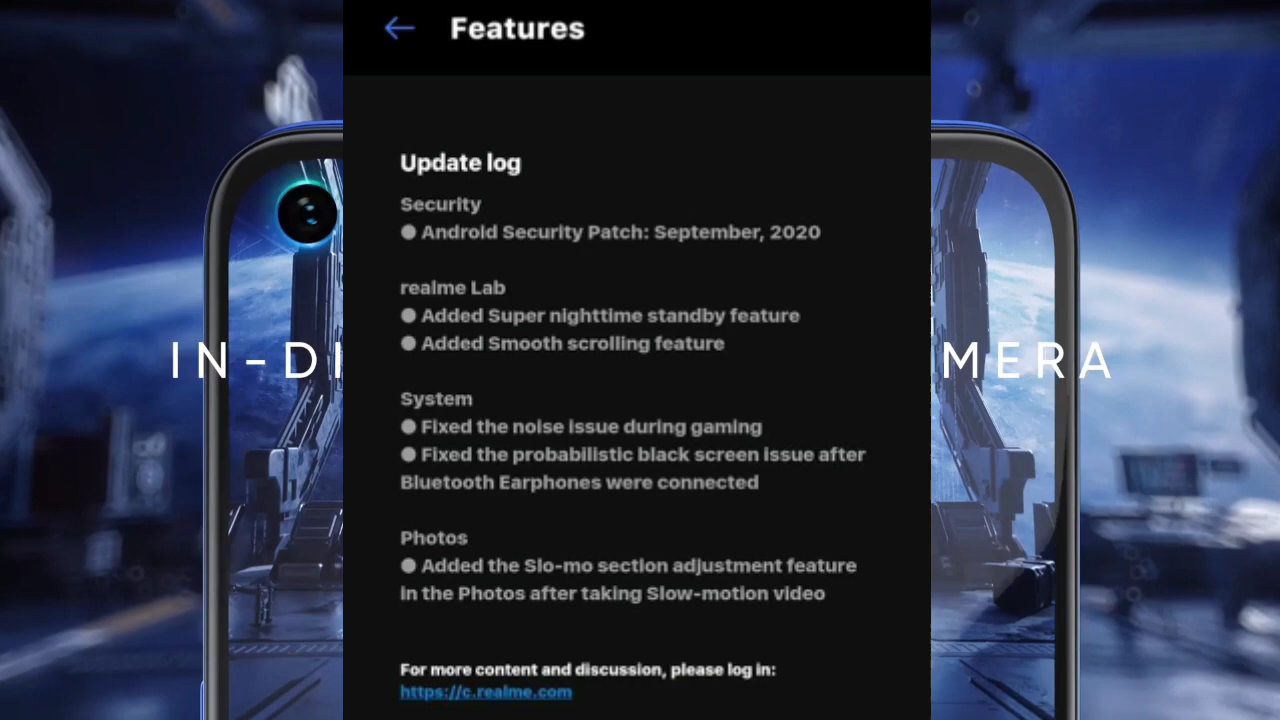 Features
Update log
Security
● Android Security Patch: September, 2020
realme Lab
● Added Super nighttime standby feature
● Added Smooth scrolling feature
IN-DI
MERA
System
● Fixed the noise issue during gaming
● Fixed the probabilistic black screen issue after
Bluetooth Earphones were connected
Photos
● Added the Slo-mo section adjustment feature
in the Photos after taking Slow-motion video
For more content and discussion, please log in:
https://c.realme.com